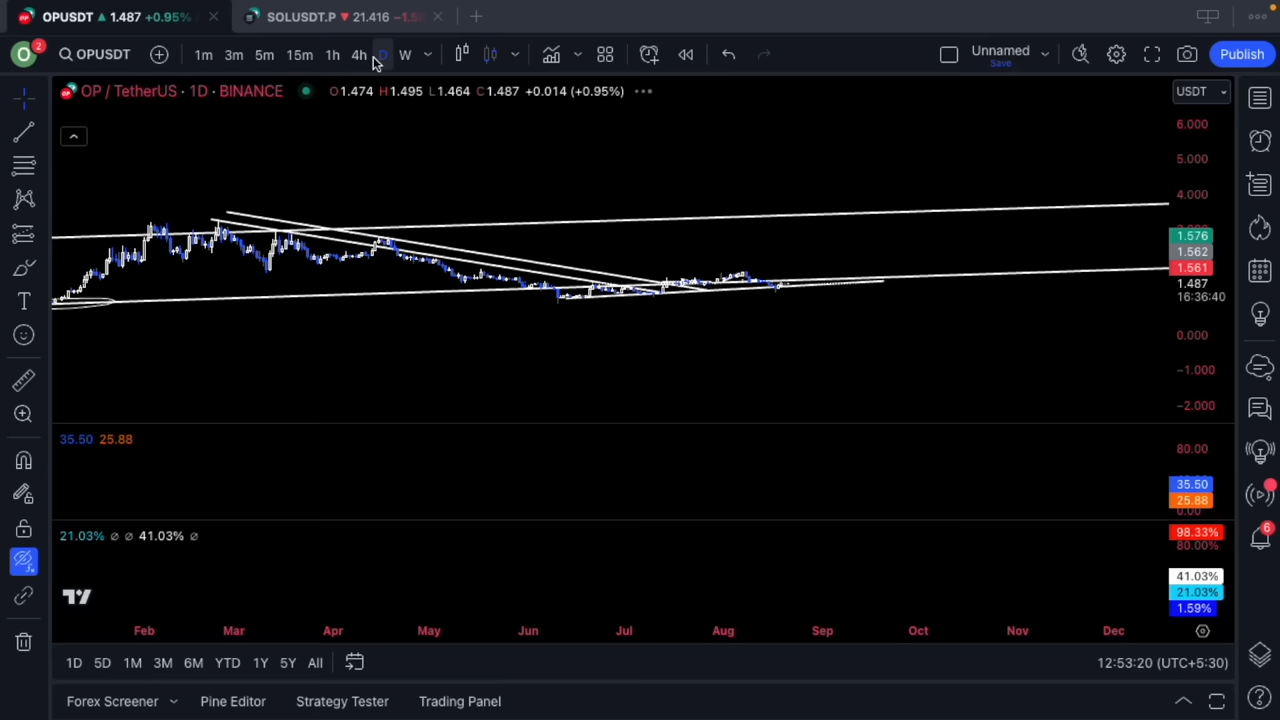 OPUSDT ▲ 1.487 +0.95%
SOLUSDT.P ▼ 21.416 −1.5
O 2 OPUSDT 1m 3m 5m 15m 1h 4h D W Unnamed Save Publish
OP / TetherUS · 1D · BINANCE O1.474 H1.495 L1.464 C1.487 +0.014 (+0.95%)
USDT
6.000
5.000
4.000
1.576
1.562
1.561
1.487
16:36:40
0.000
−1.000
−2.000
35.50 25.88
80.00
35.50
25.88
0.00
21.03% ∅ ∅ 41.03% ∅
98.33%
80.00%
41.03%
21.03%
1.59%
6
Feb Mar Apr May Jun Jul Aug Sep Oct Nov Dec
1D 5D 1M 3M 6M YTD 1Y 5Y All 12:53:20 (UTC+5:30)
Forex Screener Pine Editor Strategy Tester Trading Panel